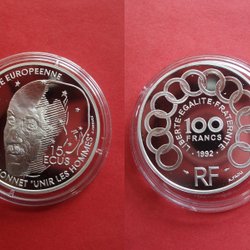 E EUROPEENNE
15
ECUS
ONNET "UNIR LES HOMMES"
LIBERTE·EGALITE·FRATERNITE
100
FRANCS
·1992·
RF